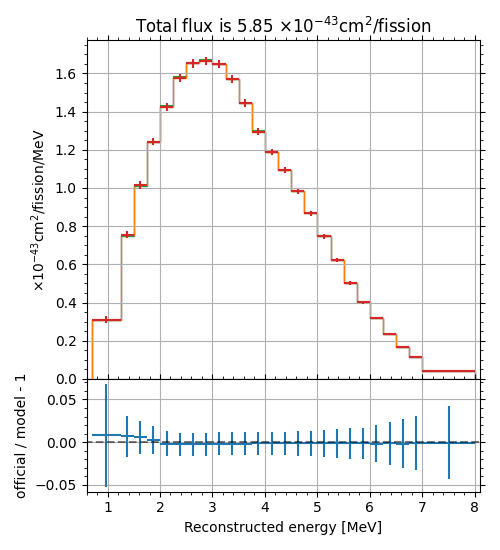 Total flux is 5.85 ×10⁻⁴³cm²/fission
×10⁻⁴³cm²/fission/MeV
1.6
1.4
1.2
1.0
0.8
0.6
0.4
0.2
0.0
official / model - 1
0.05
0.00
−0.05
1 2 3 4 5 6 7 8
Reconstructed energy [MeV]